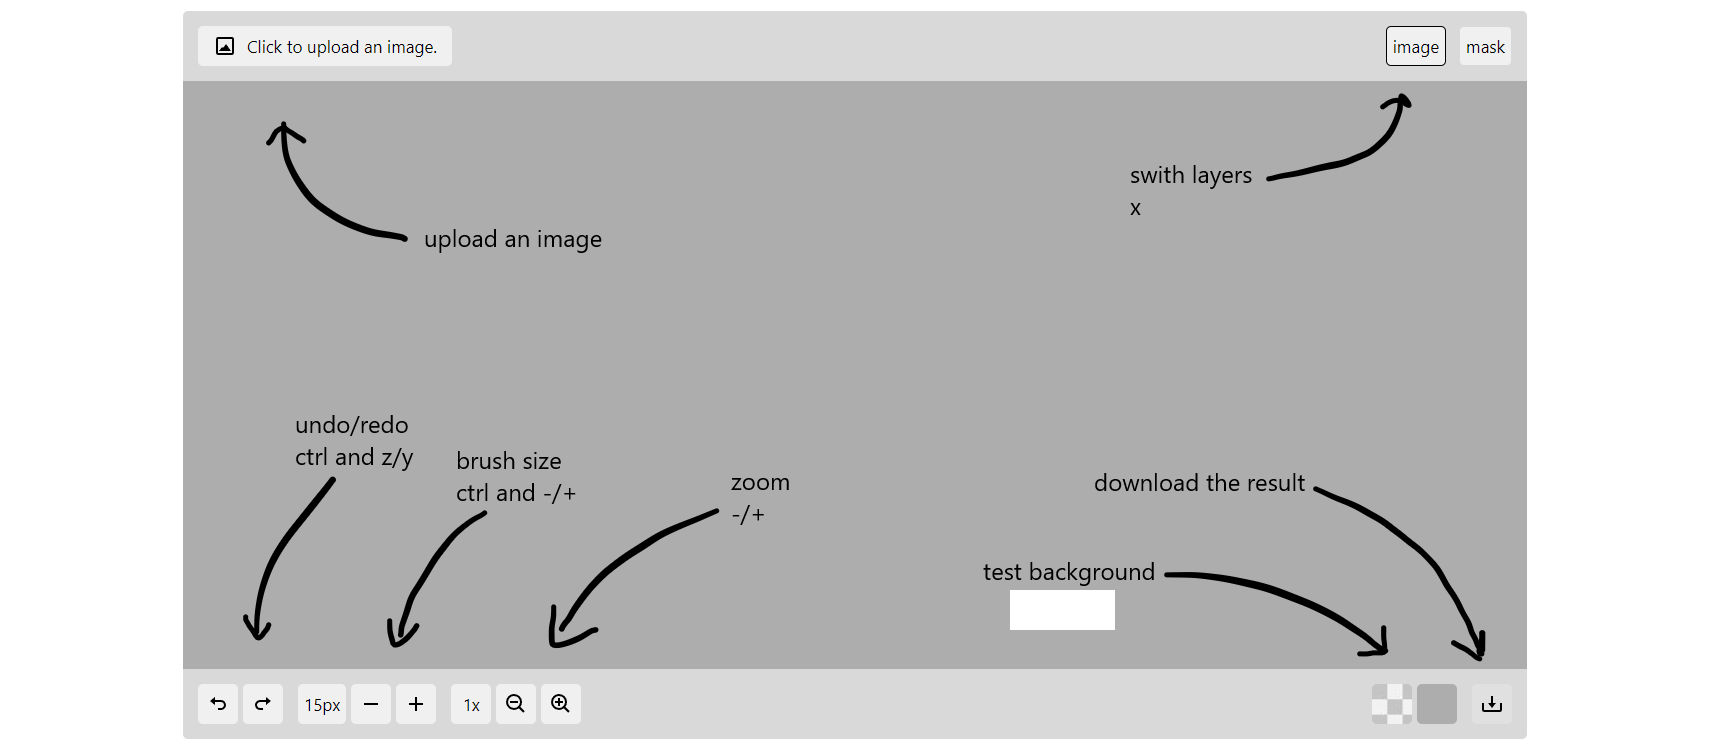 Click to upload an image.
image
mask
swith layers
x
upload an image
undo/redo
ctrl and z/y
brush size
ctrl and -/+
zoom
-/+
download the result
test background
15px
1x